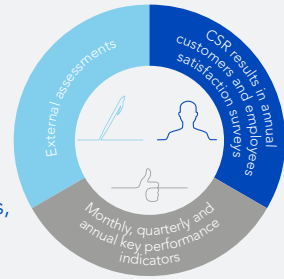 External assessments
CSR results in annual
customers and employees
satisfaction surveys
s,
Monthly, quarterly and
annual key performance
indicators